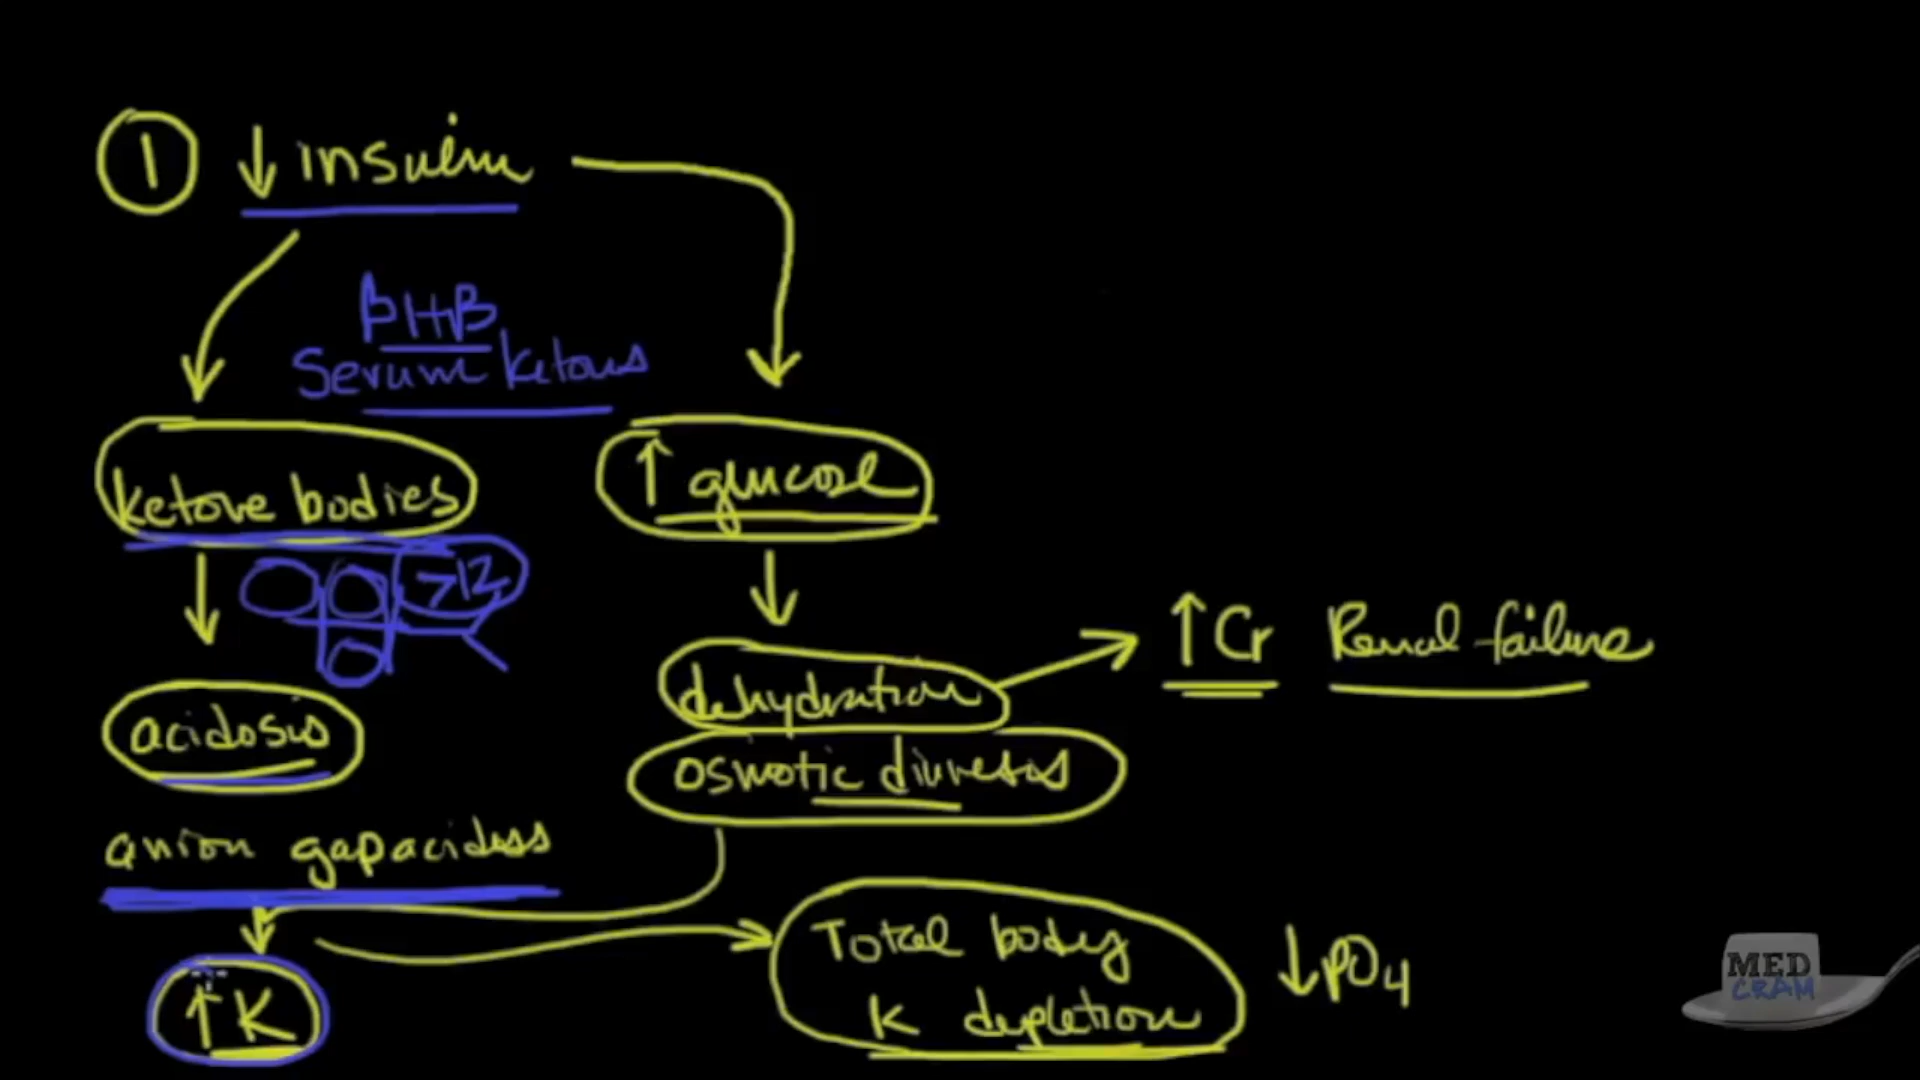 1 ↓ insulin
βHB
Serum ketones
ketone bodies
↑ glucose
>12
↑Cr Renal failure
dehydration
acidosis
osmotic diuresis
anion gap acidosis
Total body
K depletion
↓PO4
↑K
MED
CRAM